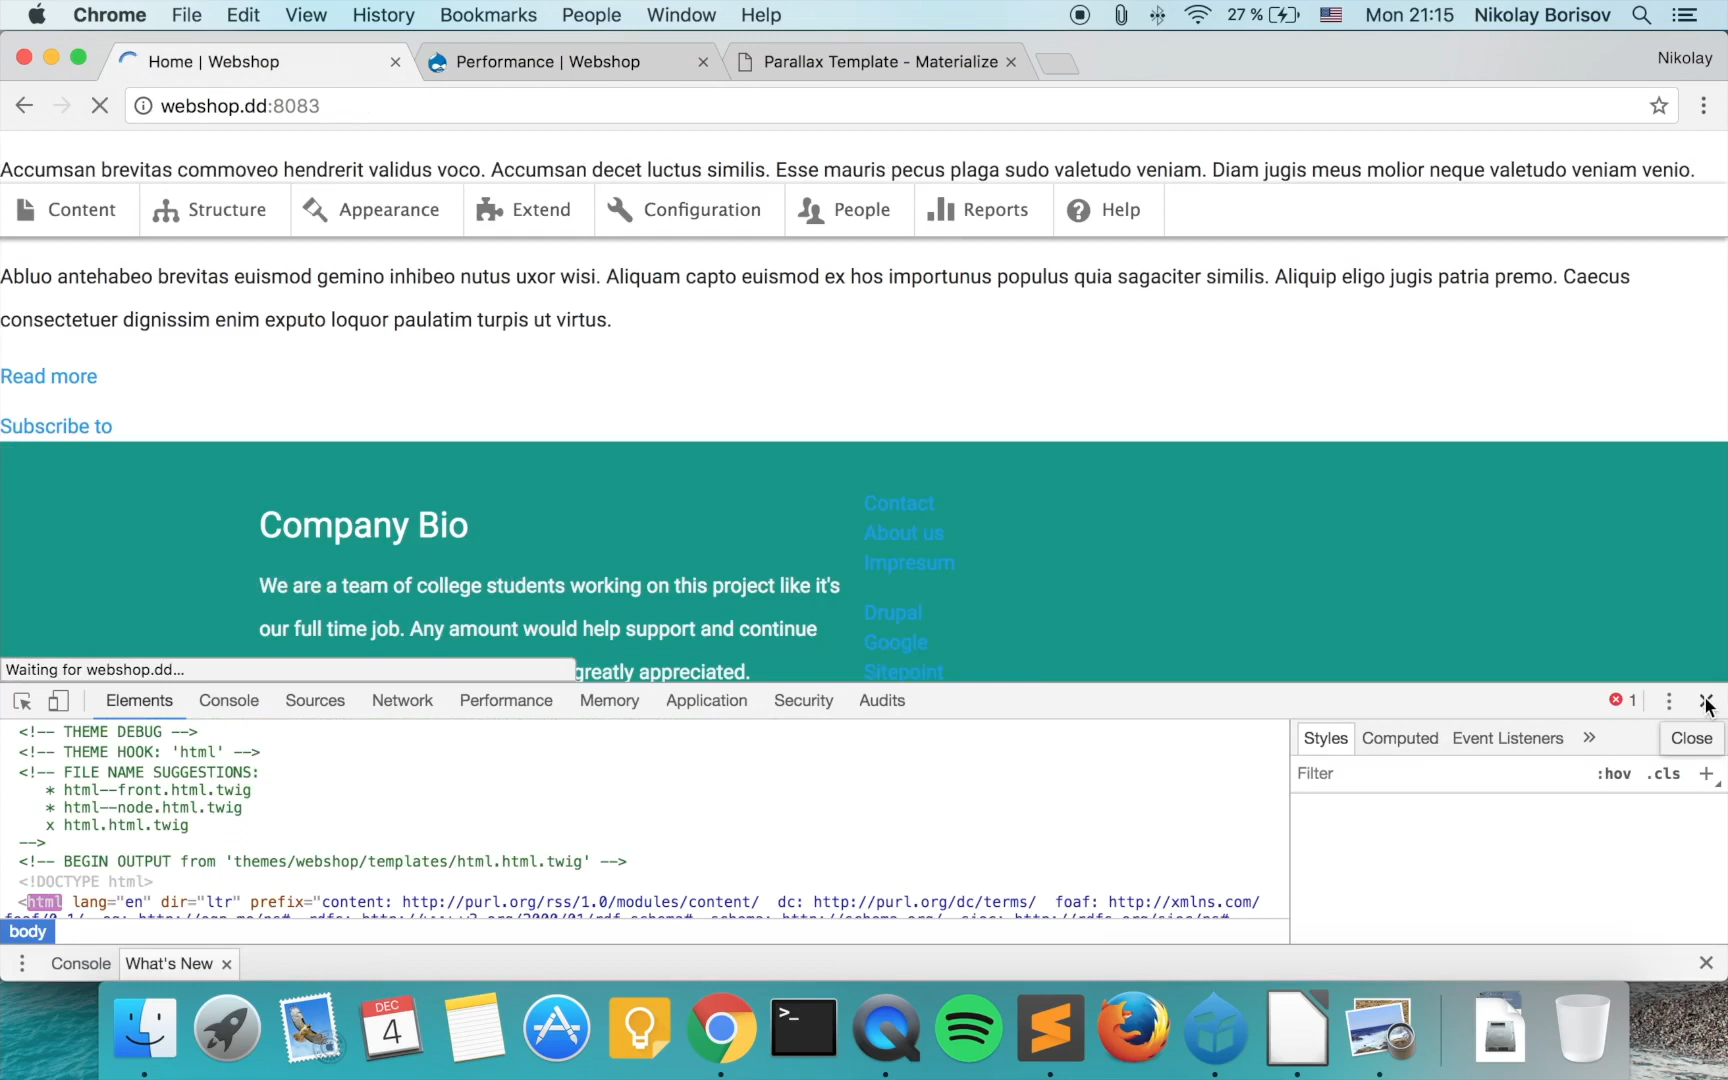 Chrome File Edit View History Bookmarks People Window Help 27 % Mon 21:15 Nikolay Borisov
Home | Webshop Performance | Webshop Parallax Template - Materialize Nikolay
webshop.dd:8083
Accumsan brevitas commoveo hendrerit validus voco. Accumsan decet luctus similis. Esse mauris pecus plaga sudo valetudo veniam. Diam jugis meus molior neque valetudo veniam venio.
Content Structure Appearance Extend Configuration People Reports Help
Abluo antehabeo brevitas euismod gemino inhibeo nutus uxor wisi. Aliquam capto euismod ex hos importunus populus quia sagaciter similis. Aliquip eligo jugis patria premo. Caecus
consectetuer dignissim enim exputo loquor paulatim turpis ut virtus.
Read more
Subscribe to
Company Bio
We are a team of college students working on this project like it's
our full time job. Any amount would help support and continue
greatly appreciated.
Contact
About us
Impresum
Drupal
Google
Sitepoint
Waiting for webshop.dd...
Elements Console Sources Network Performance Memory Application Security Audits 1
<!-- THEME DEBUG -->
<!-- THEME HOOK: 'html' -->
<!-- FILE NAME SUGGESTIONS:
* html--front.html.twig
* html--node.html.twig
x html.html.twig
-->
<!-- BEGIN OUTPUT from 'themes/webshop/templates/html.html.twig' -->
<!DOCTYPE html>
<html lang="en" dir="ltr" prefix="content: http://purl.org/rss/1.0/modules/content/ dc: http://purl.org/dc/terms/ foaf: http://xmlns.com/
body
Styles Computed Event Listeners » Close
Filter :hov .cls +
Console What's New
DEC
4